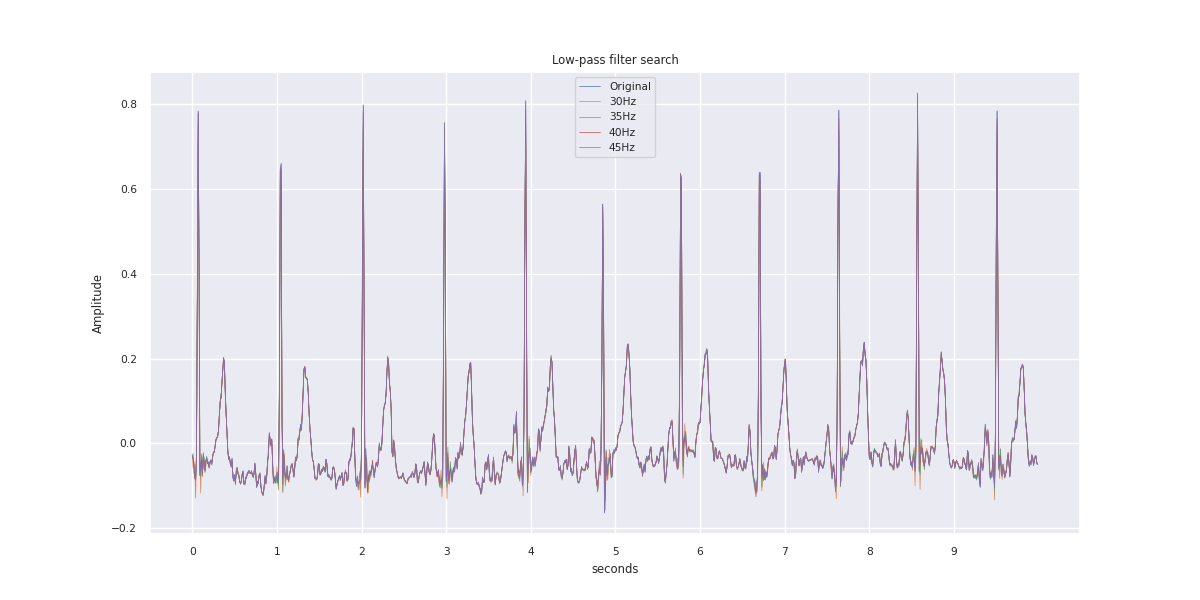 Low-pass filter search
Original
30Hz
35Hz
40Hz
45Hz
0.8
0.6
0.4
0.2
0.0
−0.2
Amplitude
0 1 2 3 4 5 6 7 8 9
seconds